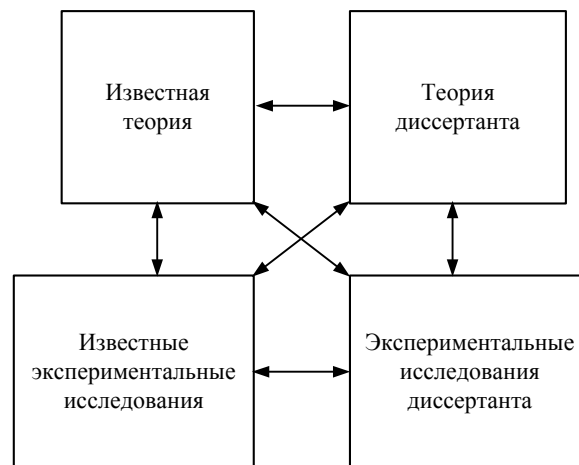 Известная
теория
Теория
диссертанта
Известные
экспериментальные
исследования
Экспериментальные
исследования
диссертанта